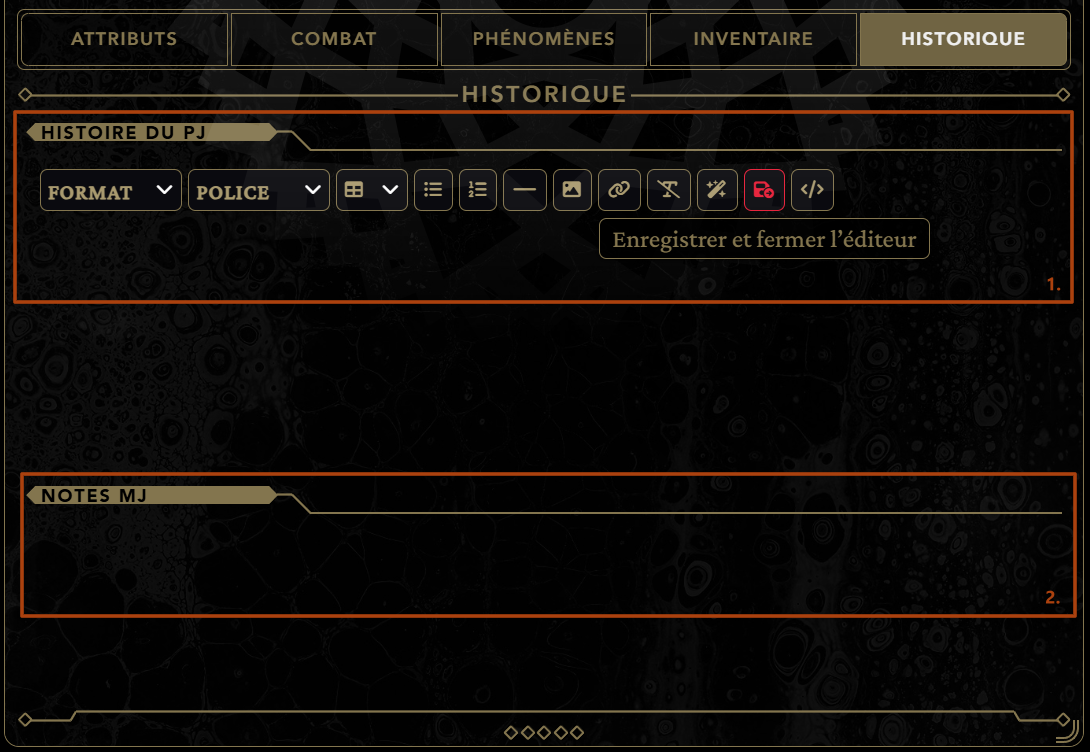 ATTRIBUTS COMBAT PHÉNOMÈNES INVENTAIRE HISTORIQUE
HISTORIQUE
HISTOIRE DU PJ
FORMAT POLICE
Enregistrer et fermer l’éditeur
1.
NOTES MJ
2.